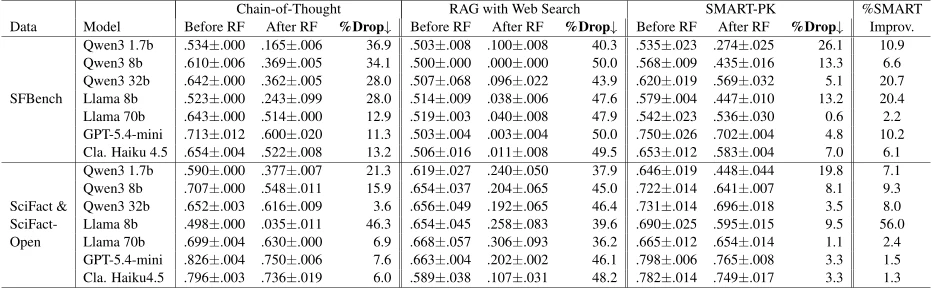 Chain-of-Thought RAG with Web Search SMART-PK %SMART
Data Model Before RF After RF %Drop↓ Before RF After RF %Drop↓ Before RF After RF %Drop↓ Improv.
Qwen3 1.7b .534±.000 .165±.006 36.9 .503±.008 .100±.008 40.3 .535±.023 .274±.025 26.1 10.9
Qwen3 8b .610±.006 .369±.005 34.1 .500±.000 .000±.000 50.0 .568±.009 .435±.016 13.3 6.6
Qwen3 32b .642±.000 .362±.005 28.0 .507±.068 .096±.022 43.9 .620±.019 .569±.032 5.1 20.7
SFBench Llama 8b .523±.000 .243±.099 28.0 .514±.009 .038±.006 47.6 .579±.004 .447±.010 13.2 20.4
Llama 70b .643±.000 .514±.000 12.9 .519±.003 .040±.008 47.9 .542±.023 .536±.030 0.6 2.2
GPT-5.4-mini .713±.012 .600±.020 11.3 .503±.004 .003±.004 50.0 .750±.026 .702±.004 4.8 10.2
Cla. Haiku 4.5 .654±.004 .522±.008 13.2 .506±.016 .011±.008 49.5 .653±.012 .583±.004 7.0 6.1
Qwen3 1.7b .590±.000 .377±.007 21.3 .619±.027 .240±.050 37.9 .646±.019 .448±.044 19.8 7.1
Qwen3 8b .707±.000 .548±.011 15.9 .654±.037 .204±.065 45.0 .722±.014 .641±.007 8.1 9.3
SciFact & Qwen3 32b .652±.003 .616±.009 3.6 .656±.049 .192±.065 46.4 .731±.014 .696±.018 3.5 8.0
SciFact- Llama 8b .498±.000 .035±.011 46.3 .654±.045 .258±.083 39.6 .690±.025 .595±.015 9.5 56.0
Open Llama 70b .699±.004 .630±.000 6.9 .668±.057 .306±.093 36.2 .665±.012 .654±.014 1.1 2.4
GPT-5.4-mini .826±.004 .750±.006 7.6 .663±.004 .202±.002 46.1 .798±.006 .765±.008 3.3 1.5
Cla. Haiku4.5 .796±.003 .736±.019 6.0 .589±.038 .107±.031 48.2 .782±.014 .749±.017 3.3 1.3